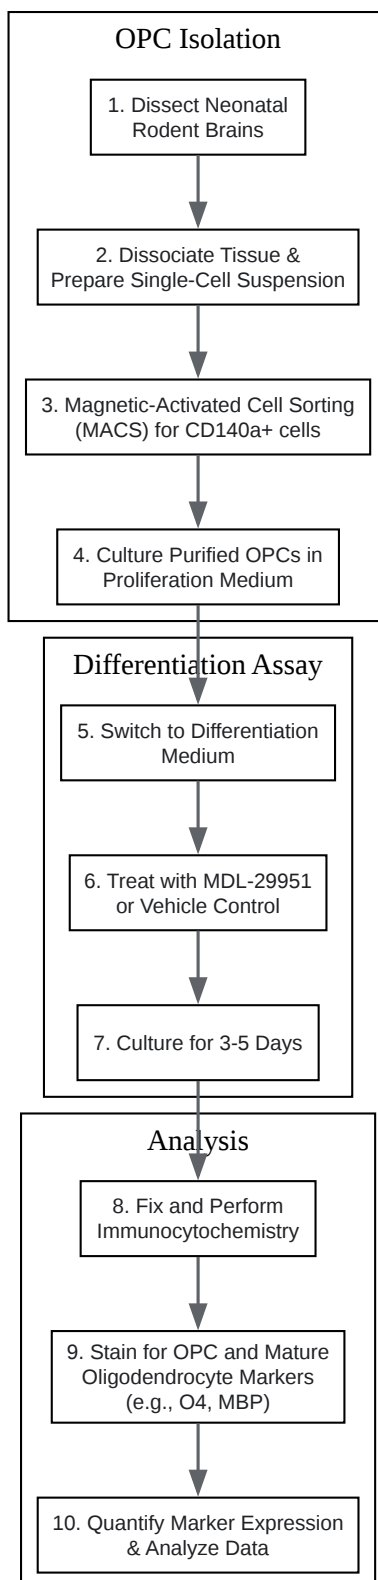 OPC Isolation
1. Dissect Neonatal
Rodent Brains
2. Dissociate Tissue &
Prepare Single-Cell Suspension
3. Magnetic-Activated Cell Sorting
(MACS) for CD140a+ cells
4. Culture Purified OPCs in
Proliferation Medium
Differentiation Assay
5. Switch to Differentiation
Medium
6. Treat with MDL-29951
or Vehicle Control
7. Culture for 3-5 Days
Analysis
8. Fix and Perform
Immunocytochemistry
9. Stain for OPC and Mature
Oligodendrocyte Markers
(e.g., O4, MBP)
10. Quantify Marker Expression
& Analyze Data